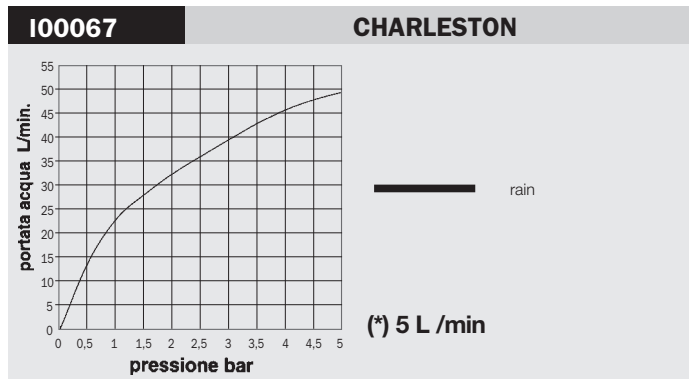 I00067
CHARLESTON
portata acqua L/min.
55
50
45
40
35
30
25
20
15
10
5
0
0 0,5 1 1,5 2 2,5 3 3,5 4 4,5 5
pressione bar
rain
(*) 5 L /min